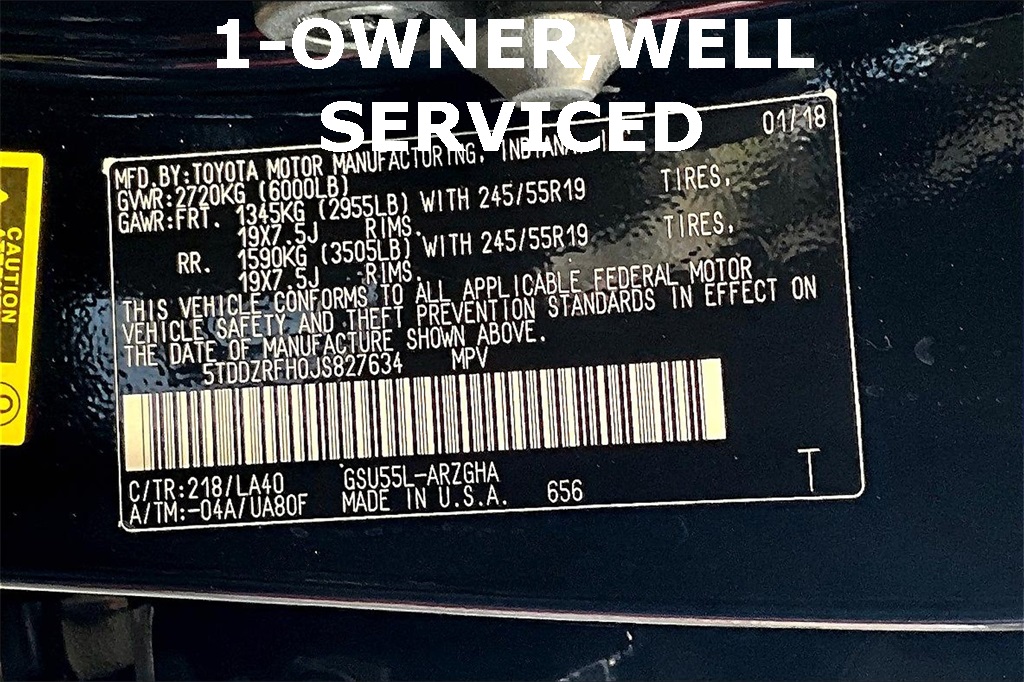 1-OWNER,WELL
SERVICED
01/18
MFD.BY:TOYOTA MOTOR MANUFACTURING, INDIANA,
GVWR:2720KG (6000LB)
GAWR:FRT. 1345KG (2955LB) WITH 245/55R19 TIRES,
19X7.5J RIMS.
RR. 1590KG (3505LB) WITH 245/55R19 TIRES,
19X7.5J RIMS.
THIS VEHICLE CONFORMS TO ALL APPLICABLE FEDERAL MOTOR
VEHICLE SAFETY AND THEFT PREVENTION STANDARDS IN EFFECT ON
THE DATE OF MANUFACTURE SHOWN ABOVE.
5TDDZRFH0JS827634 MPV
C/TR:218/LA40 GSU55L-ARZGHA
A/TM:-04A/UA80F MADE IN U.S.A. 656
T
CAUTION